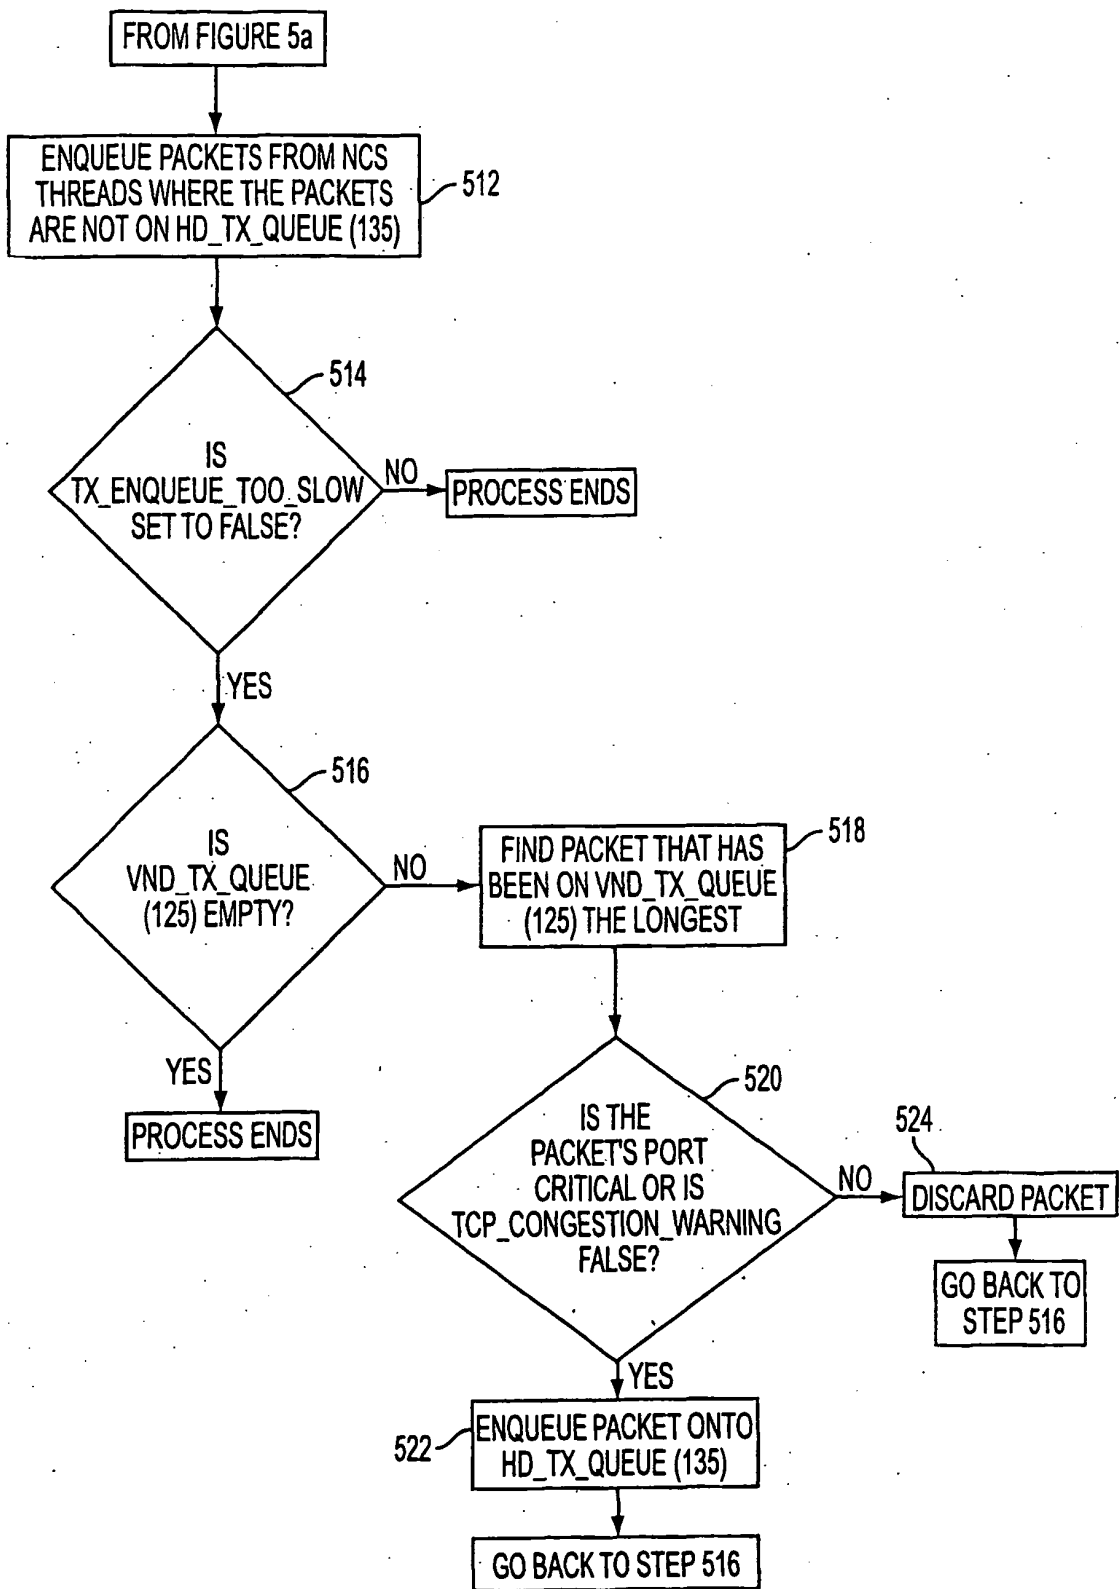 FROM FIGURE 5a
ENQUEUE PACKETS FROM NCS
THREADS WHERE THE PACKETS
ARE NOT ON HD_TX_QUEUE (135)
512
514
IS
TX_ENQUEUE_TOO_SLOW
SET TO FALSE?
NO
PROCESS ENDS
YES
516
IS
VND_TX_QUEUE
(125) EMPTY?
NO
FIND PACKET THAT HAS
BEEN ON VND_TX_QUEUE
(125) THE LONGEST
518
YES
PROCESS ENDS
520
IS THE
PACKET'S PORT
CRITICAL OR IS
TCP_CONGESTION_WARNING
FALSE?
NO
524
DISCARD PACKET
GO BACK TO
STEP 516
YES
522
ENQUEUE PACKET ONTO
HD_TX_QUEUE (135)
GO BACK TO STEP 516